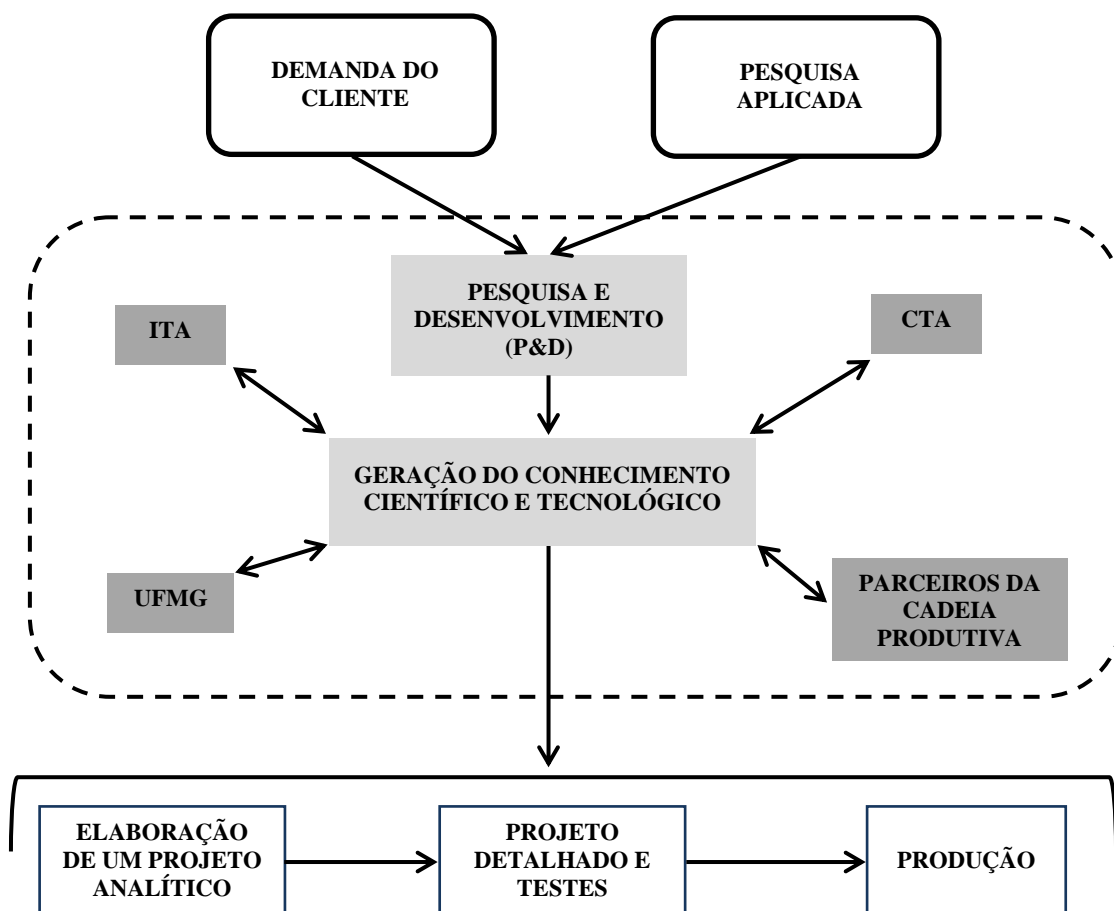 DEMANDA DO
CLIENTE
PESQUISA
APLICADA
PESQUISA E
DESENVOLVIMENTO
(P&D)
ITA
CTA
GERAÇÃO DO CONHECIMENTO
CIENTÍFICO E TECNOLÓGICO
UFMG
PARCEIROS DA
CADEIA
PRODUTIVA
ELABORAÇÃO
DE UM PROJETO
ANALÍTICO
PROJETO
DETALHADO E
TESTES
PRODUÇÃO